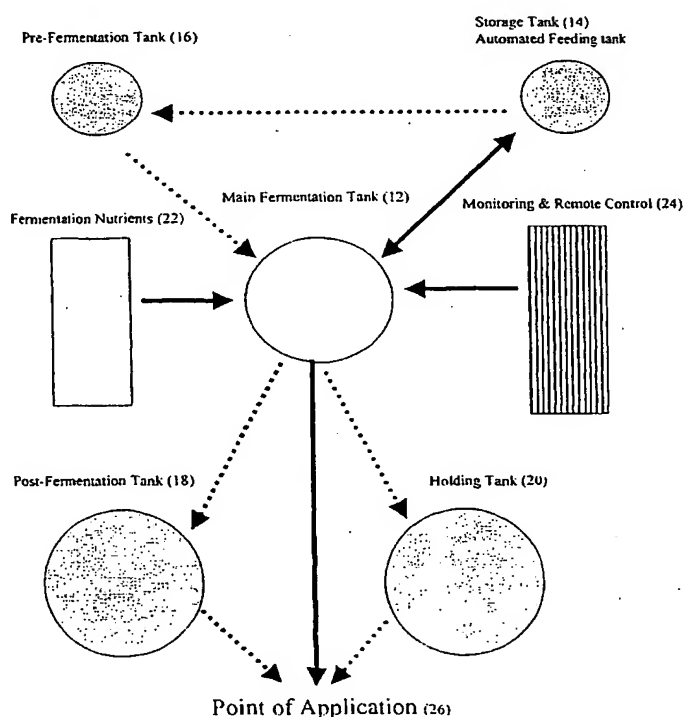 Pre-Fermentation Tank (16)
Storage Tank (14)
Automated Feeding tank
Main Fermentation Tank (12)
Fermentation Nutrients (22)
Monitoring & Remote Control (24)
Post-Fermentation Tank (18)
Holding Tank (20)
Point of Application (26)